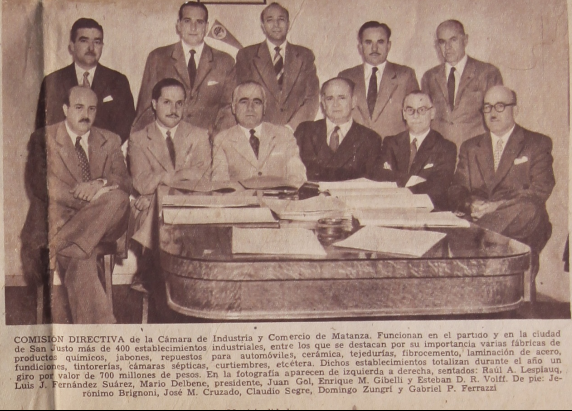 COMISION DIRECTIVA de la Cámara de Industria y Comercio de Matanza. Funcionan en el partido y en la ciudad
de San Justo más de 400 establecimientos industriales, entre los que se destacan por su importancia varias fábricas de
productos químicos, jabones, repuestos para automóviles, cerámica, tejedurías, fibrocemento, laminación de acero,
fundiciones, tintorerías, cámaras sépticas, curtiembres, etcétera. Dichos establecimientos totalizan durante el año un
giro por valor de 700 millones de pesos. En la fotografía aparecen de izquierda a derecha, sentados: Raúl A. Lesplauq,
Luis J. Fernández Suárez, Mario Delbene, presidente, Juan Gol, Enrique M. Gibelli y Esteban D. R. Volff. De pie: Je-
rónimo Brignoni, José M. Cruzado, Claudio Segre, Domingo Zungri y Gabriel P. Ferrazzi